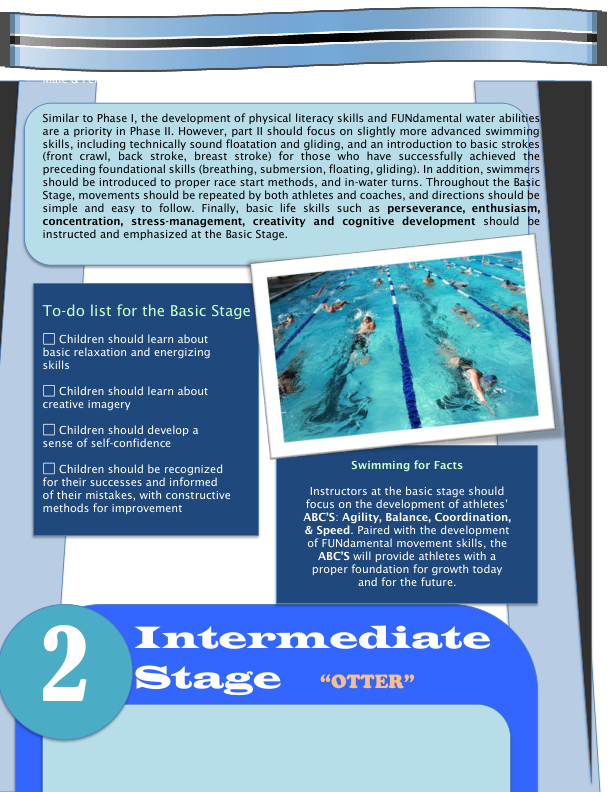 Similar to Phase I, the development of physical literacy skills and FUNdamental water abilities
are a priority in Phase II. However, part II should focus on slightly more advanced swimming
skills, including technically sound floatation and gliding, and an introduction to basic strokes
(front crawl, back stroke, breast stroke) for those who have successfully achieved the
preceding foundational skills (breathing, submersion, floating, gliding). In addition, swimmers
should be introduced to proper race start methods, and in-water turns. Throughout the Basic
Stage, movements should be repeated by both athletes and coaches, and directions should be
simple and easy to follow. Finally, basic life skills such as perseverance, enthusiasm,
concentration, stress-management, creativity and cognitive development should be
instructed and emphasized at the Basic Stage.
To-do list for the Basic Stage
Children should learn about
basic relaxation and energizing
skills
Children should learn about
creative imagery
Children should develop a
sense of self-confidence
Children should be recognized
for their successes and informed
of their mistakes, with constructive
methods for improvement
Swimming for Facts
Instructors at the basic stage should
focus on the development of athletes'
ABC'S: Agility, Balance, Coordination,
& Speed. Paired with the development
of FUNdamental movement skills, the
ABC'S will provide athletes with a
proper foundation for growth today
and for the future.
2
Intermediate
Stage "OTTER"